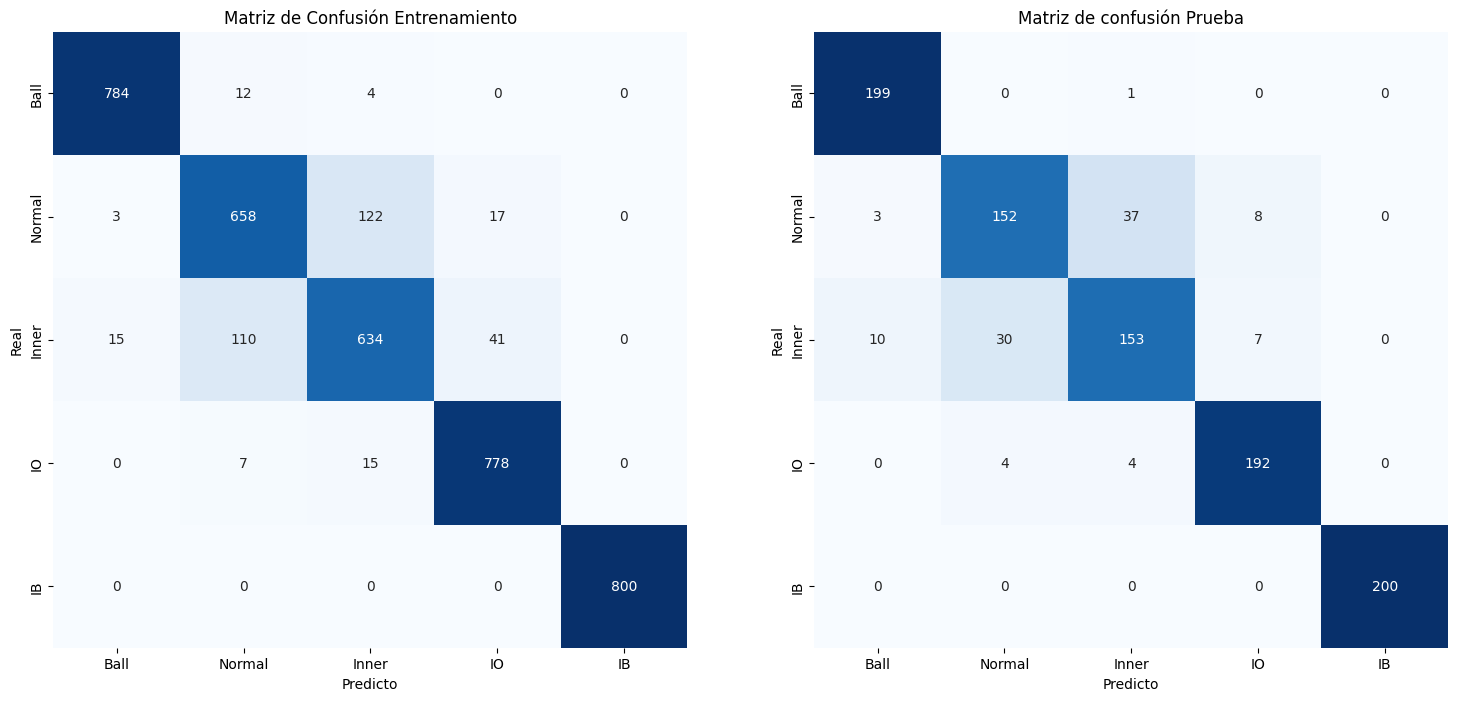 Matriz de Confusión Entrenamiento
Real
Ball 784 12 4 0 0
Normal 3 658 122 17 0
Inner 15 110 634 41 0
IO 0 7 15 778 0
IB 0 0 0 0 800
Ball Normal Inner IO IB
Predicto
Matriz de confusión Prueba
Real
Ball 199 0 1 0 0
Normal 3 152 37 8 0
Inner 10 30 153 7 0
IO 0 4 4 192 0
IB 0 0 0 0 200
Ball Normal Inner IO IB
Predicto